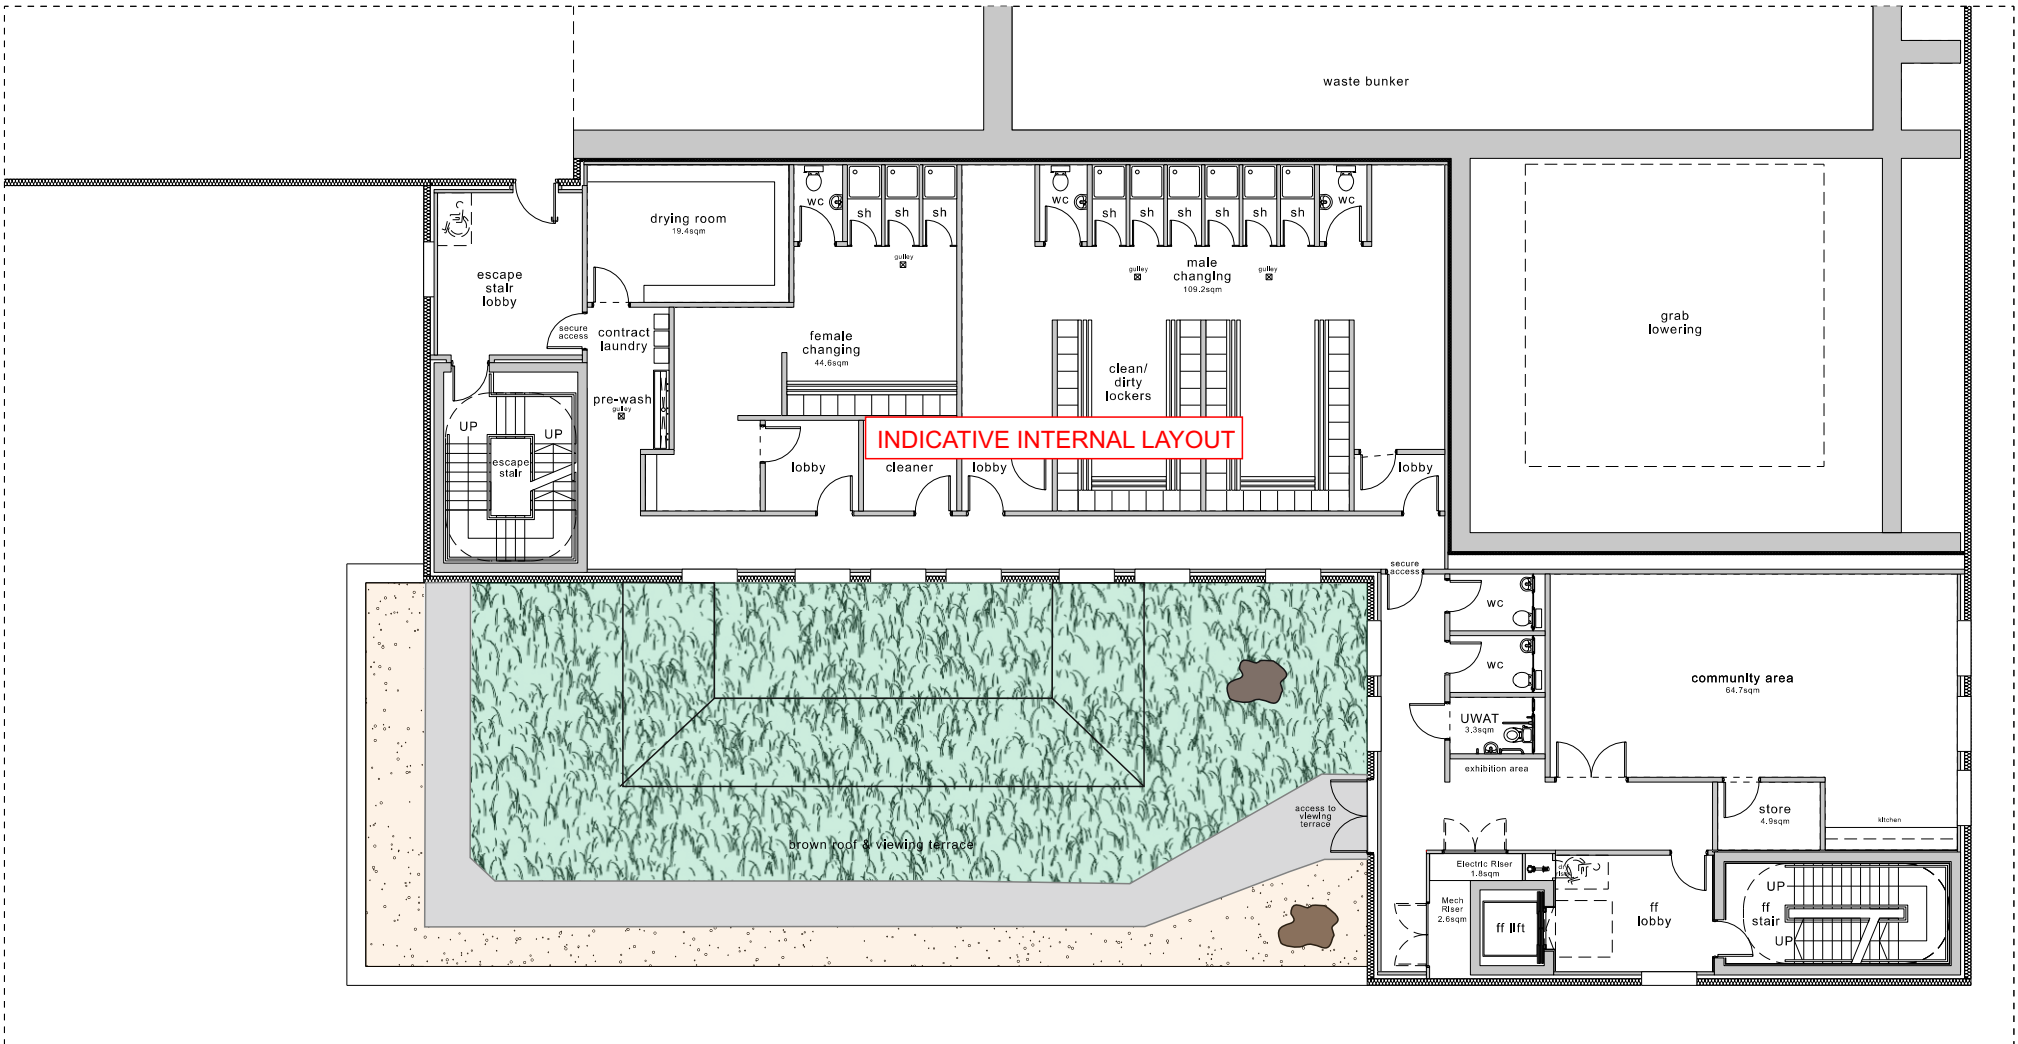 waste bunker
drying room
19.4sqm
wc
sh
sh
sh
wc
sh
sh
sh
sh
sh
sh
wc
escape
stair
lobby
gulley
gulley
gulley
male
changing
109.2sqm
grab
lowering
secure
access
contract
laundry
female
changing
44.6sqm
clean/
dirty
lockers
pre-wash
gulley
UP
UP
escape
stair
INDICATIVE INTERNAL LAYOUT
lobby
cleaner
lobby
lobby
secure
access
wc
wc
community area
64.7sqm
UWAT
3.3sqm
exhibition area
access to
viewing
terrace
store
4.9sqm
kitchen
brown roof & viewing terrace
Electric Riser
1.8sqm
Mech
Riser
2.6sqm
ff lift
ff
lobby
UP
ff
stair
UP